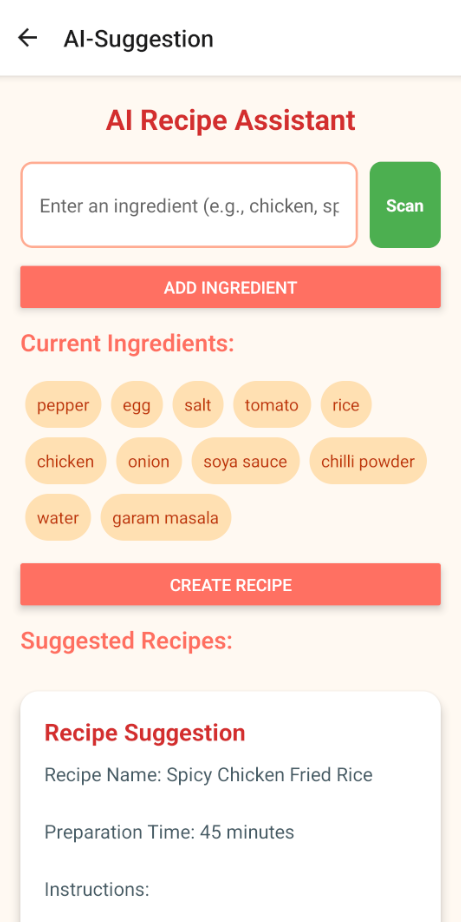 AI-Suggestion
AI Recipe Assistant
Enter an ingredient (e.g., chicken, sp
Scan
ADD INGREDIENT
Current Ingredients:
pepper egg salt tomato rice
chicken onion soya sauce chilli powder
water garam masala
CREATE RECIPE
Suggested Recipes:
Recipe Suggestion
Recipe Name: Spicy Chicken Fried Rice
Preparation Time: 45 minutes
Instructions: